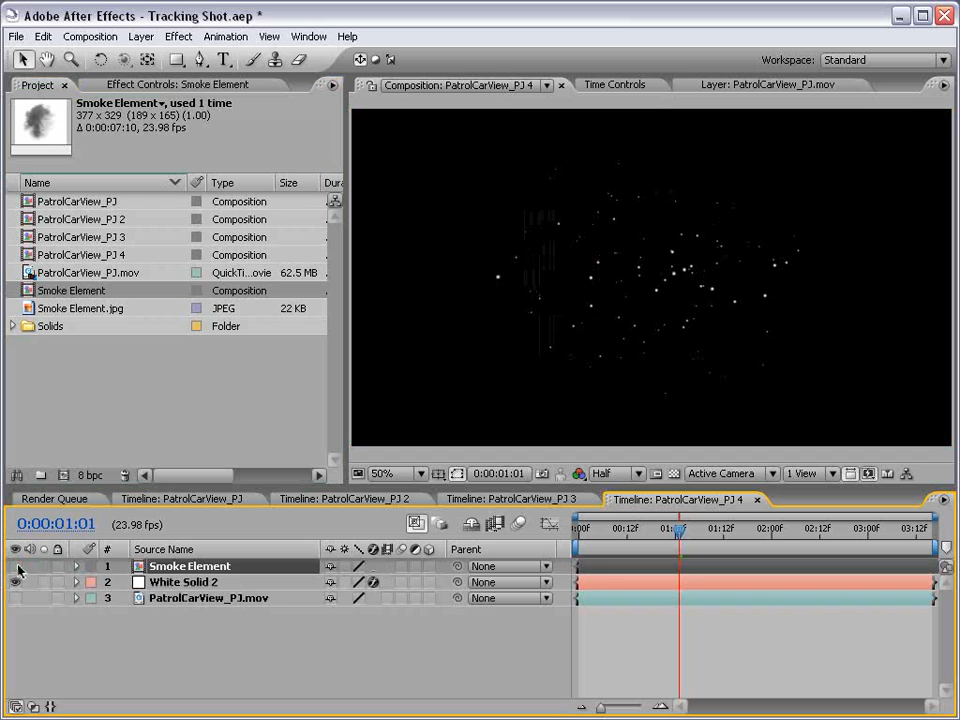 Adobe After Effects - Tracking Shot.aep *
File Edit Composition Layer Effect Animation View Window Help
Workspace: Standard
Project × Effect Controls: Smoke Element
Composition: PatrolCarView_PJ 4 × Time Controls Layer: PatrolCarView_PJ.mov
Smoke Element, used 1 time
377 x 329 (189 x 165) (1.00)
Δ 0:00:07:10, 23.98 fps
Name Type Size Dura
PatrolCarView_PJ Composition
PatrolCarView_PJ 2 Composition
PatrolCarView_PJ 3 Composition
PatrolCarView_PJ 4 Composition
PatrolCarView_PJ.mov QuickTi...ovie 62.5 MB
Smoke Element Composition
Smoke Element.jpg JPEG 22 KB
Solids Folder
8 bpc
50% 0:00:01:01 Half Active Camera 1 View
Render Queue Timeline: PatrolCarView_PJ Timeline: PatrolCarView_PJ 2 Timeline: PatrolCarView_PJ 3 Timeline: PatrolCarView_PJ 4 ×
0:00:01:01 (23.98 fps)
:00f 00:12f 01:00f 01:12f 02:00f 02:12f 03:00f 03:12f
# Source Name Parent
1 Smoke Element None
2 White Solid 2 None
3 PatrolCarView_PJ.mov None